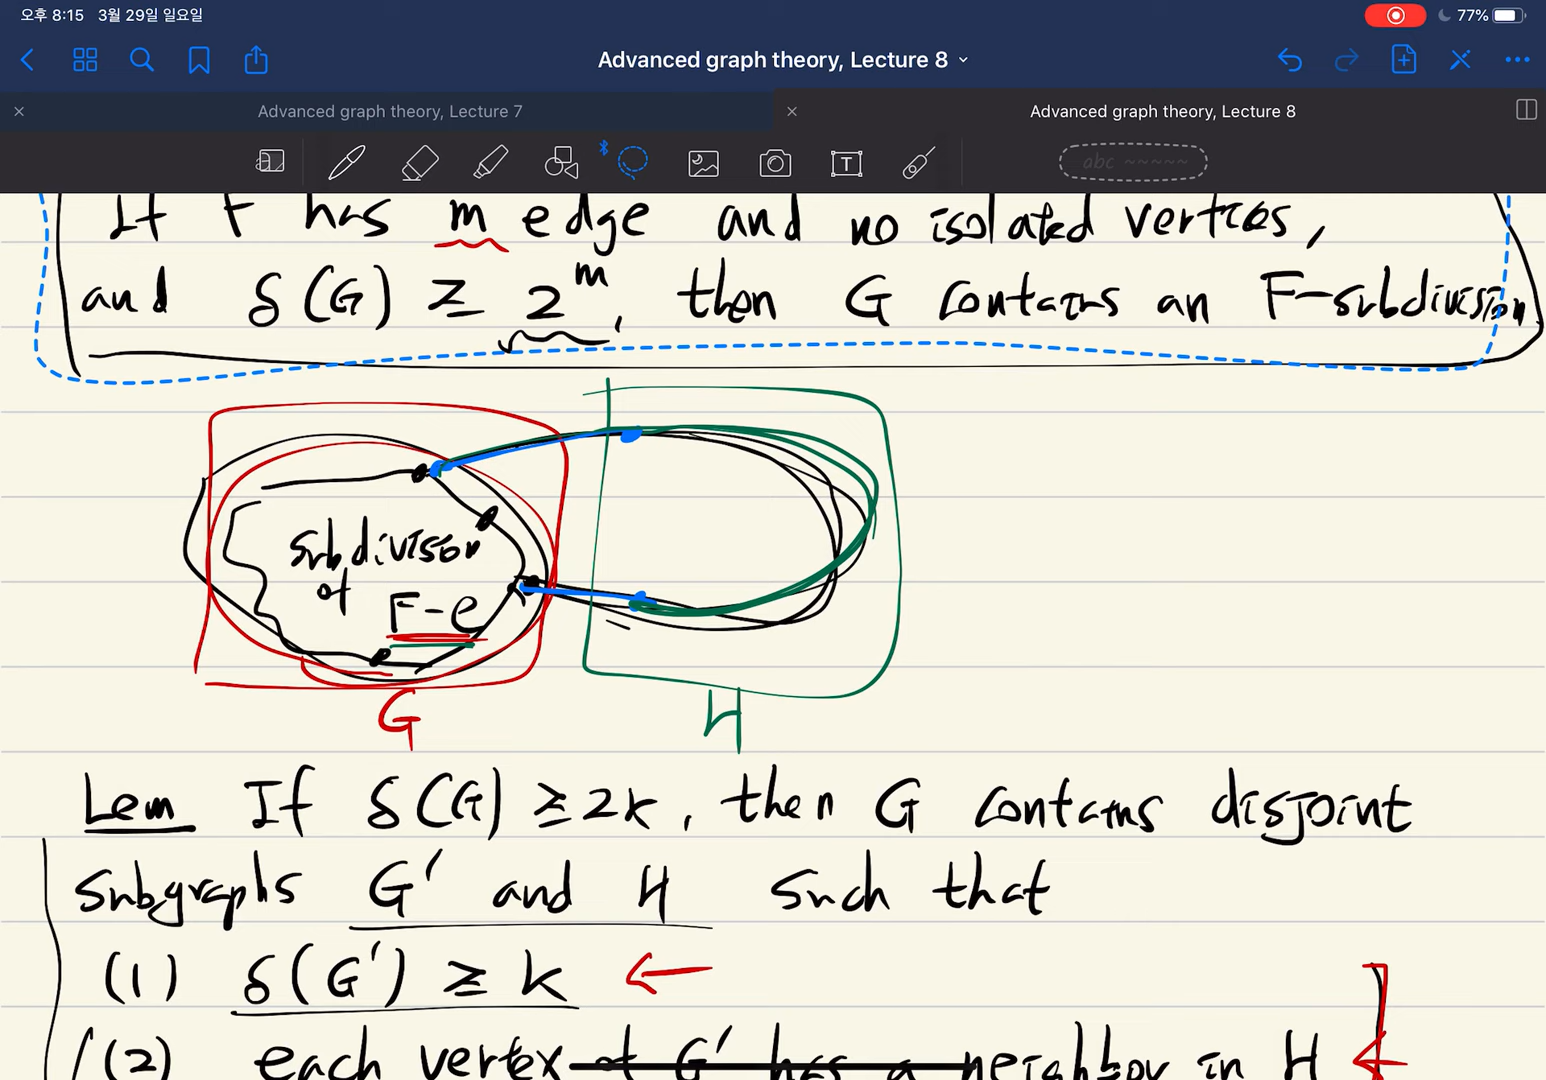 오후 8:15 3월 29일 일요일 77%
Advanced graph theory, Lecture 8
Advanced graph theory, Lecture 7 Advanced graph theory, Lecture 8
T abc
If F has m edge and no isolated vertices,
and δ(G) ≥ 2^m, then G contains an F-subdivision
subdivision
of
F-e
G H
Lem If δ(G) ≥ 2k, then G contains disjoint
subgraphs G' and H such that
(1) δ(G') ≥ k ←
(2) each vertex of G' has a neighbor in H